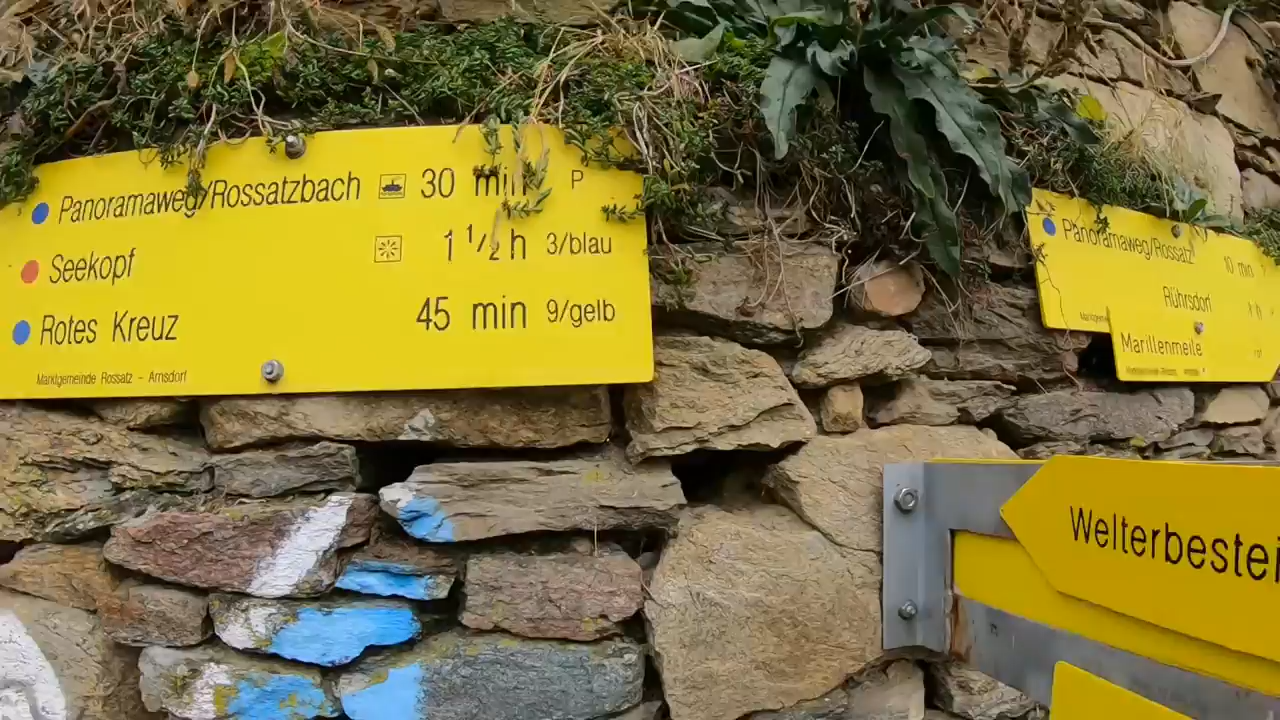 Panoramaweg/Rossatzbach 30 min P
Seekopf 1 1/2 h 3/blau
Rotes Kreuz 45 min 9/gelb
Marktgemeinde Rossatz - Arnsdorf
Panoramaweg/Rossatz
10 min P
Rührsdorf
Marillenmeile
Welterbestei